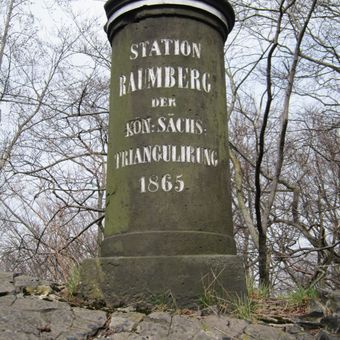 STATION
RAUMBERG
DER
KÖN: SÄCHS.
TRIANGULIRUNG
1865